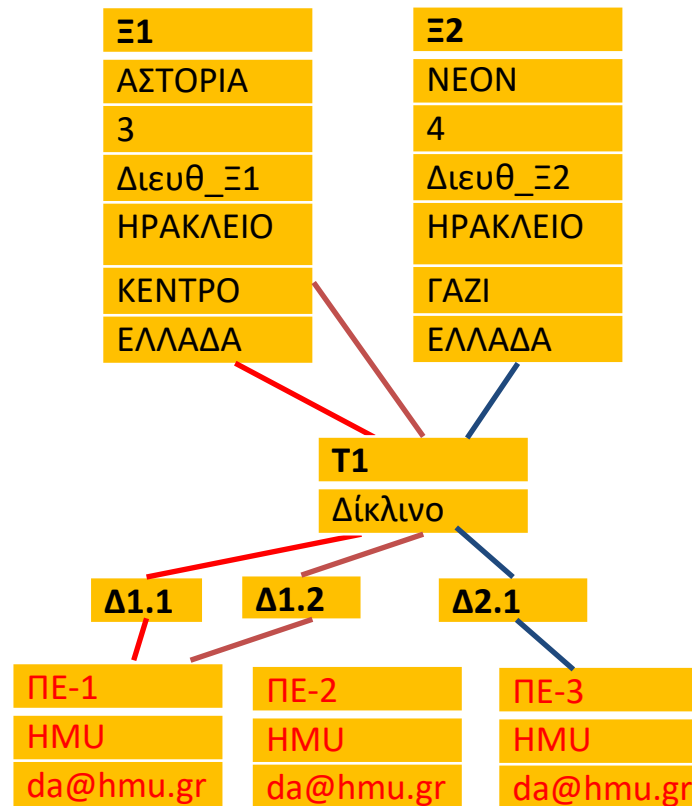 Ξ1
ΑΣΤΟΡΙΑ
3
Διευθ_Ξ1
ΗΡΑΚΛΕΙΟ
ΚΕΝΤΡΟ
ΕΛΛΑΔΑ
Ξ2
ΝΕΟΝ
4
Διευθ_Ξ2
ΗΡΑΚΛΕΙΟ
ΓΑΖΙ
ΕΛΛΑΔΑ
Τ1
Δίκλινο
Δ1.1
Δ1.2
Δ2.1
ΠΕ-1
HMU
da@hmu.gr
ΠΕ-2
HMU
da@hmu.gr
ΠΕ-3
HMU
da@hmu.gr